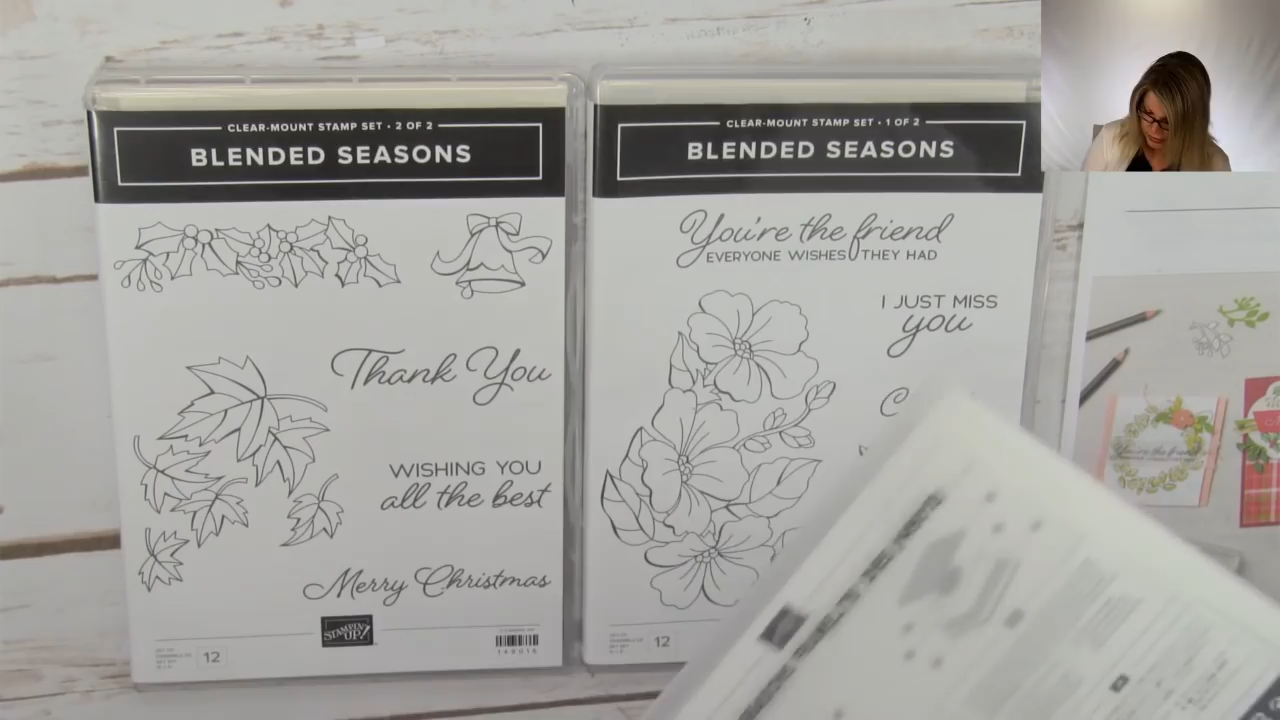 CLEAR-MOUNT STAMP SET • 2 OF 2
BLENDED SEASONS
Thank You
WISHING YOU
all the best
Merry Christmas
STAMPIN' UP!
12
CLEAR-MOUNT STAMP SET • 1 OF 2
BLENDED SEASONS
You're the friend
EVERYONE WISHES THEY HAD
I JUST MISS
you
12
You're the friend